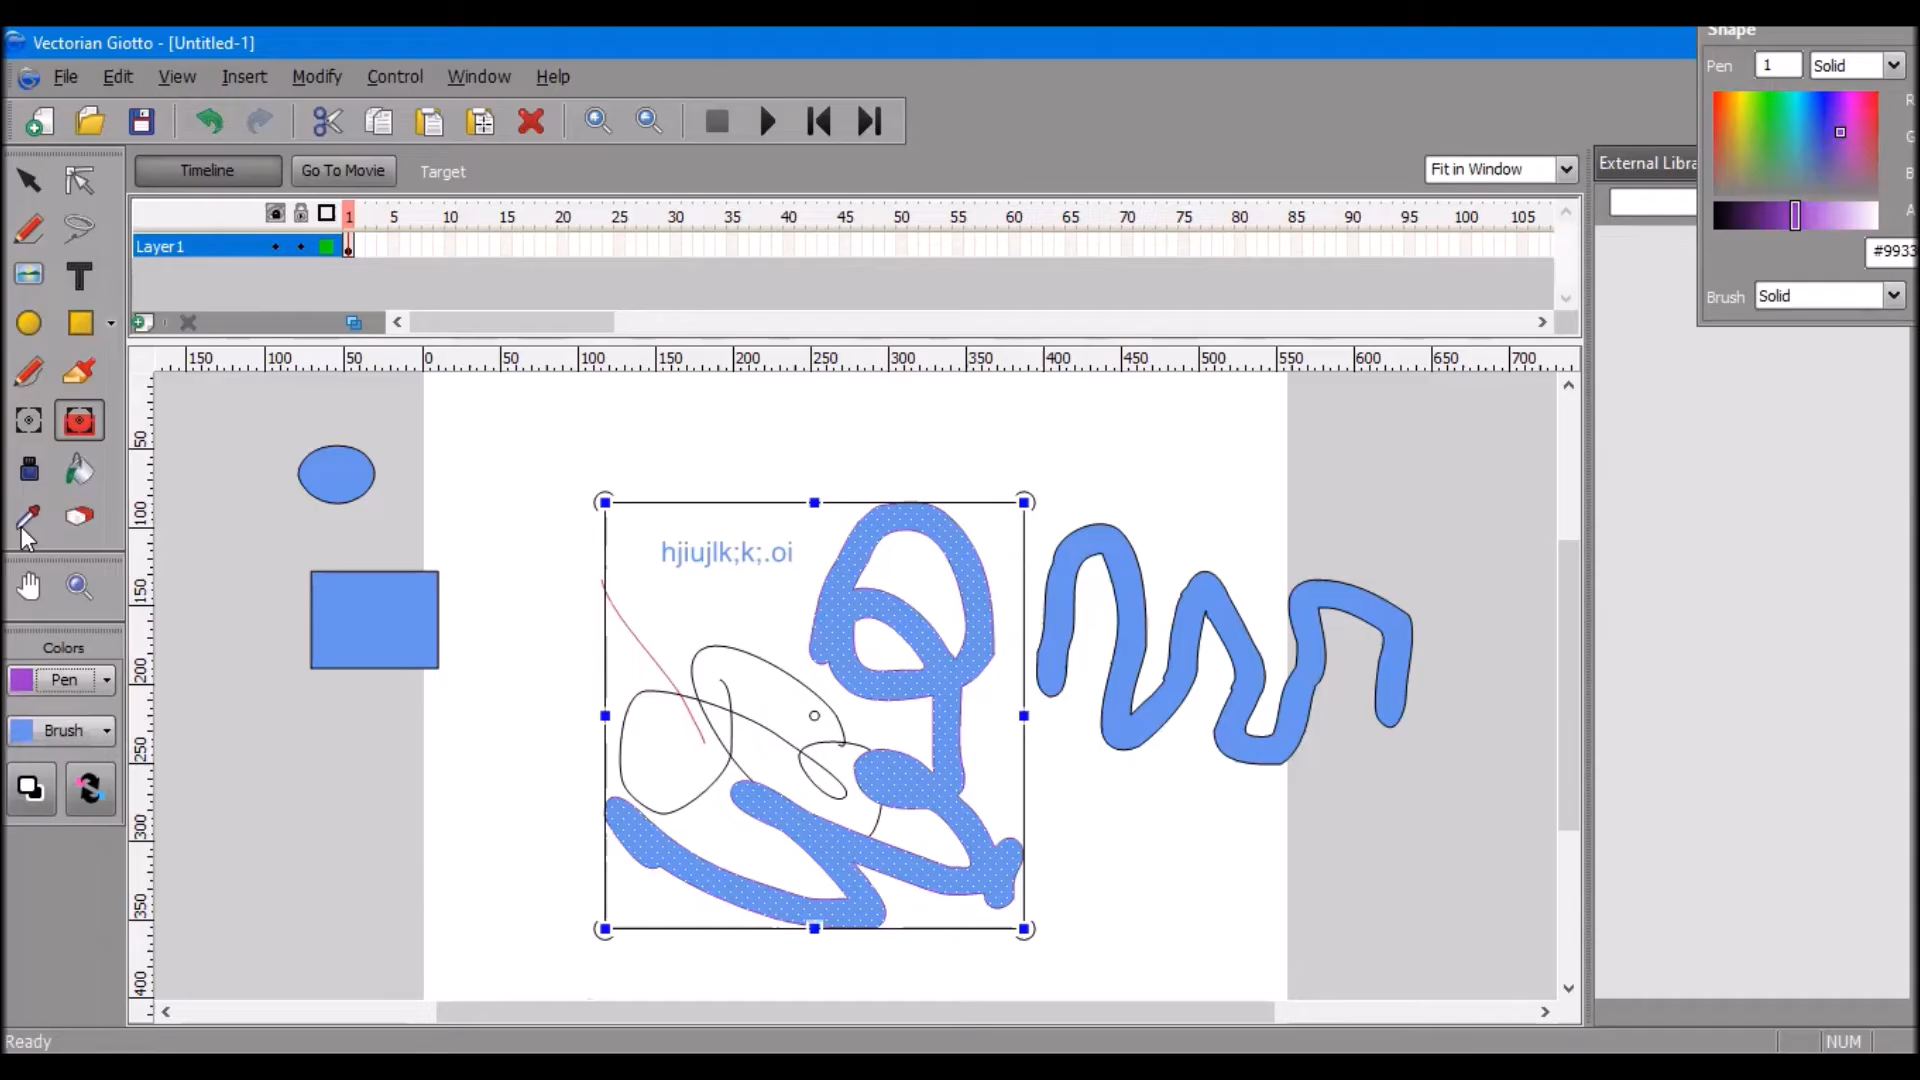 Vectorian Giotto - [Untitled-1]
File Edit View Insert Modify Control Window Help
Timeline Go To Movie Target Fit in Window
1 5 10 15 20 25 30 35 40 45 50 55 60 65 70 75 80 85 90 95 100 105
Layer1
150 100 50 0 50 100 150 200 250 300 350 400 450 500 550 600 650 700
50
100
150
200
250
300
350
400
hjiujlk;k;.oi
Colors
Pen
Brush
Shape
Pen 1 Solid
R
G
B
A
#9933
Brush Solid
External Libra
Ready
NUM